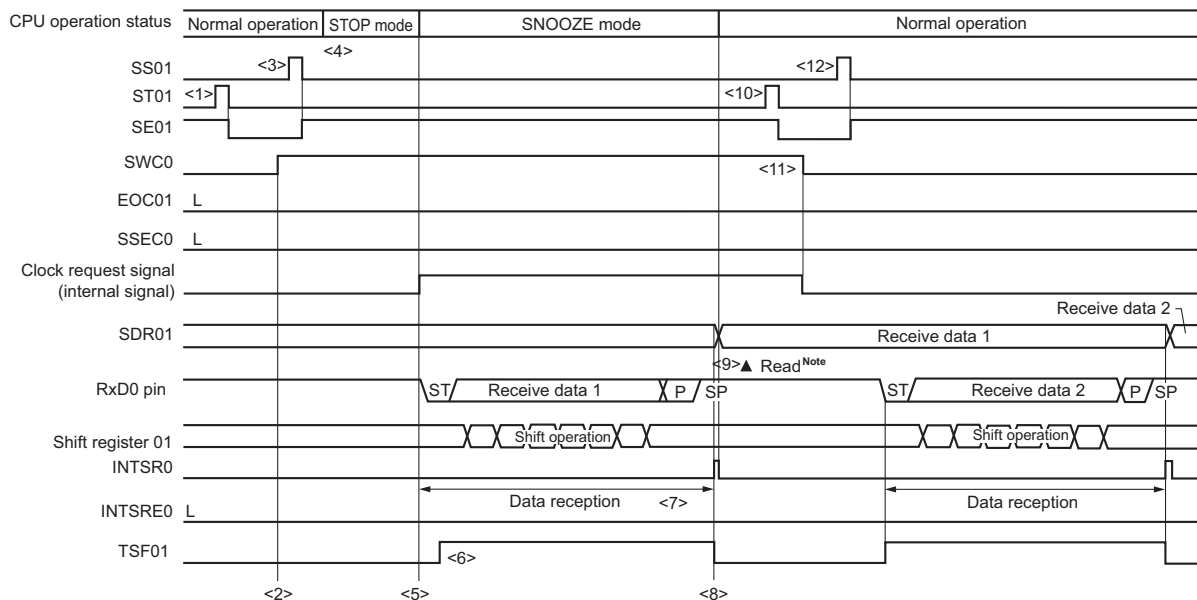 CPU operation status
Normal operation
STOP mode
SNOOZE mode
Normal operation
<4>
SS01
<3>
<12>
ST01
<1>
<10>
SE01
SWC0
<11>
EOC01
L
SSEC0
L
Clock request signal
(internal signal)
Receive data 2
SDR01
Receive data 1
<9>▲ Read Note
RxD0 pin
ST
Receive data 1
P
SP
ST
Receive data 2
P
SP
Shift register 01
Shift operation
Shift operation
INTSR0
Data reception
<7>
Data reception
INTSRE0
L
TSF01
<6>
<2>
<5>
<8>